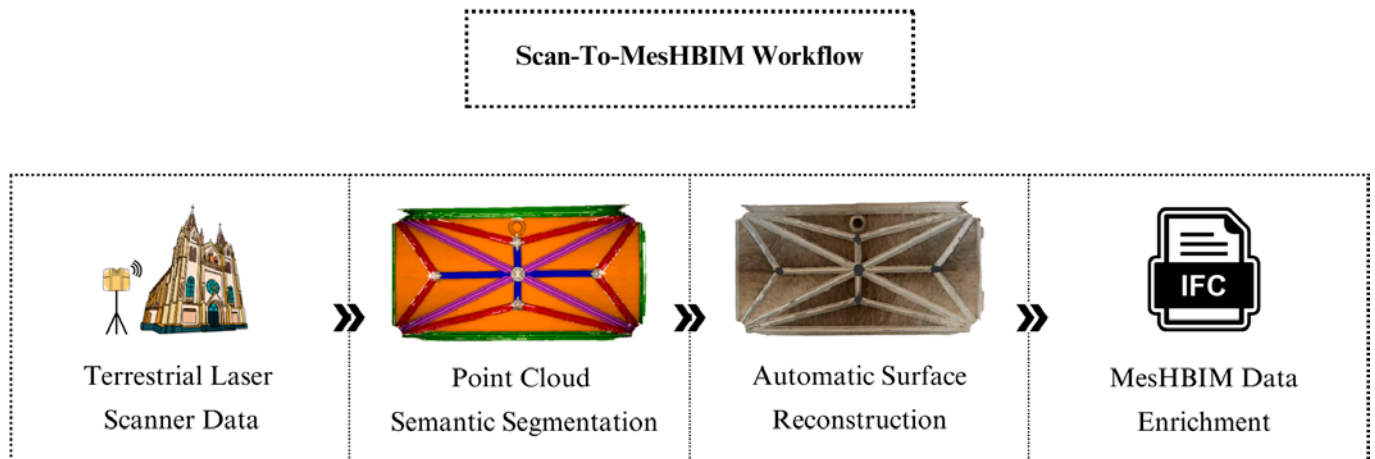 Scan-To-MesHBIM Workflow
Terrestrial Laser
Scanner Data
Point Cloud
Semantic Segmentation
Automatic Surface
Reconstruction
IFC
MesHBIM Data
Enrichment